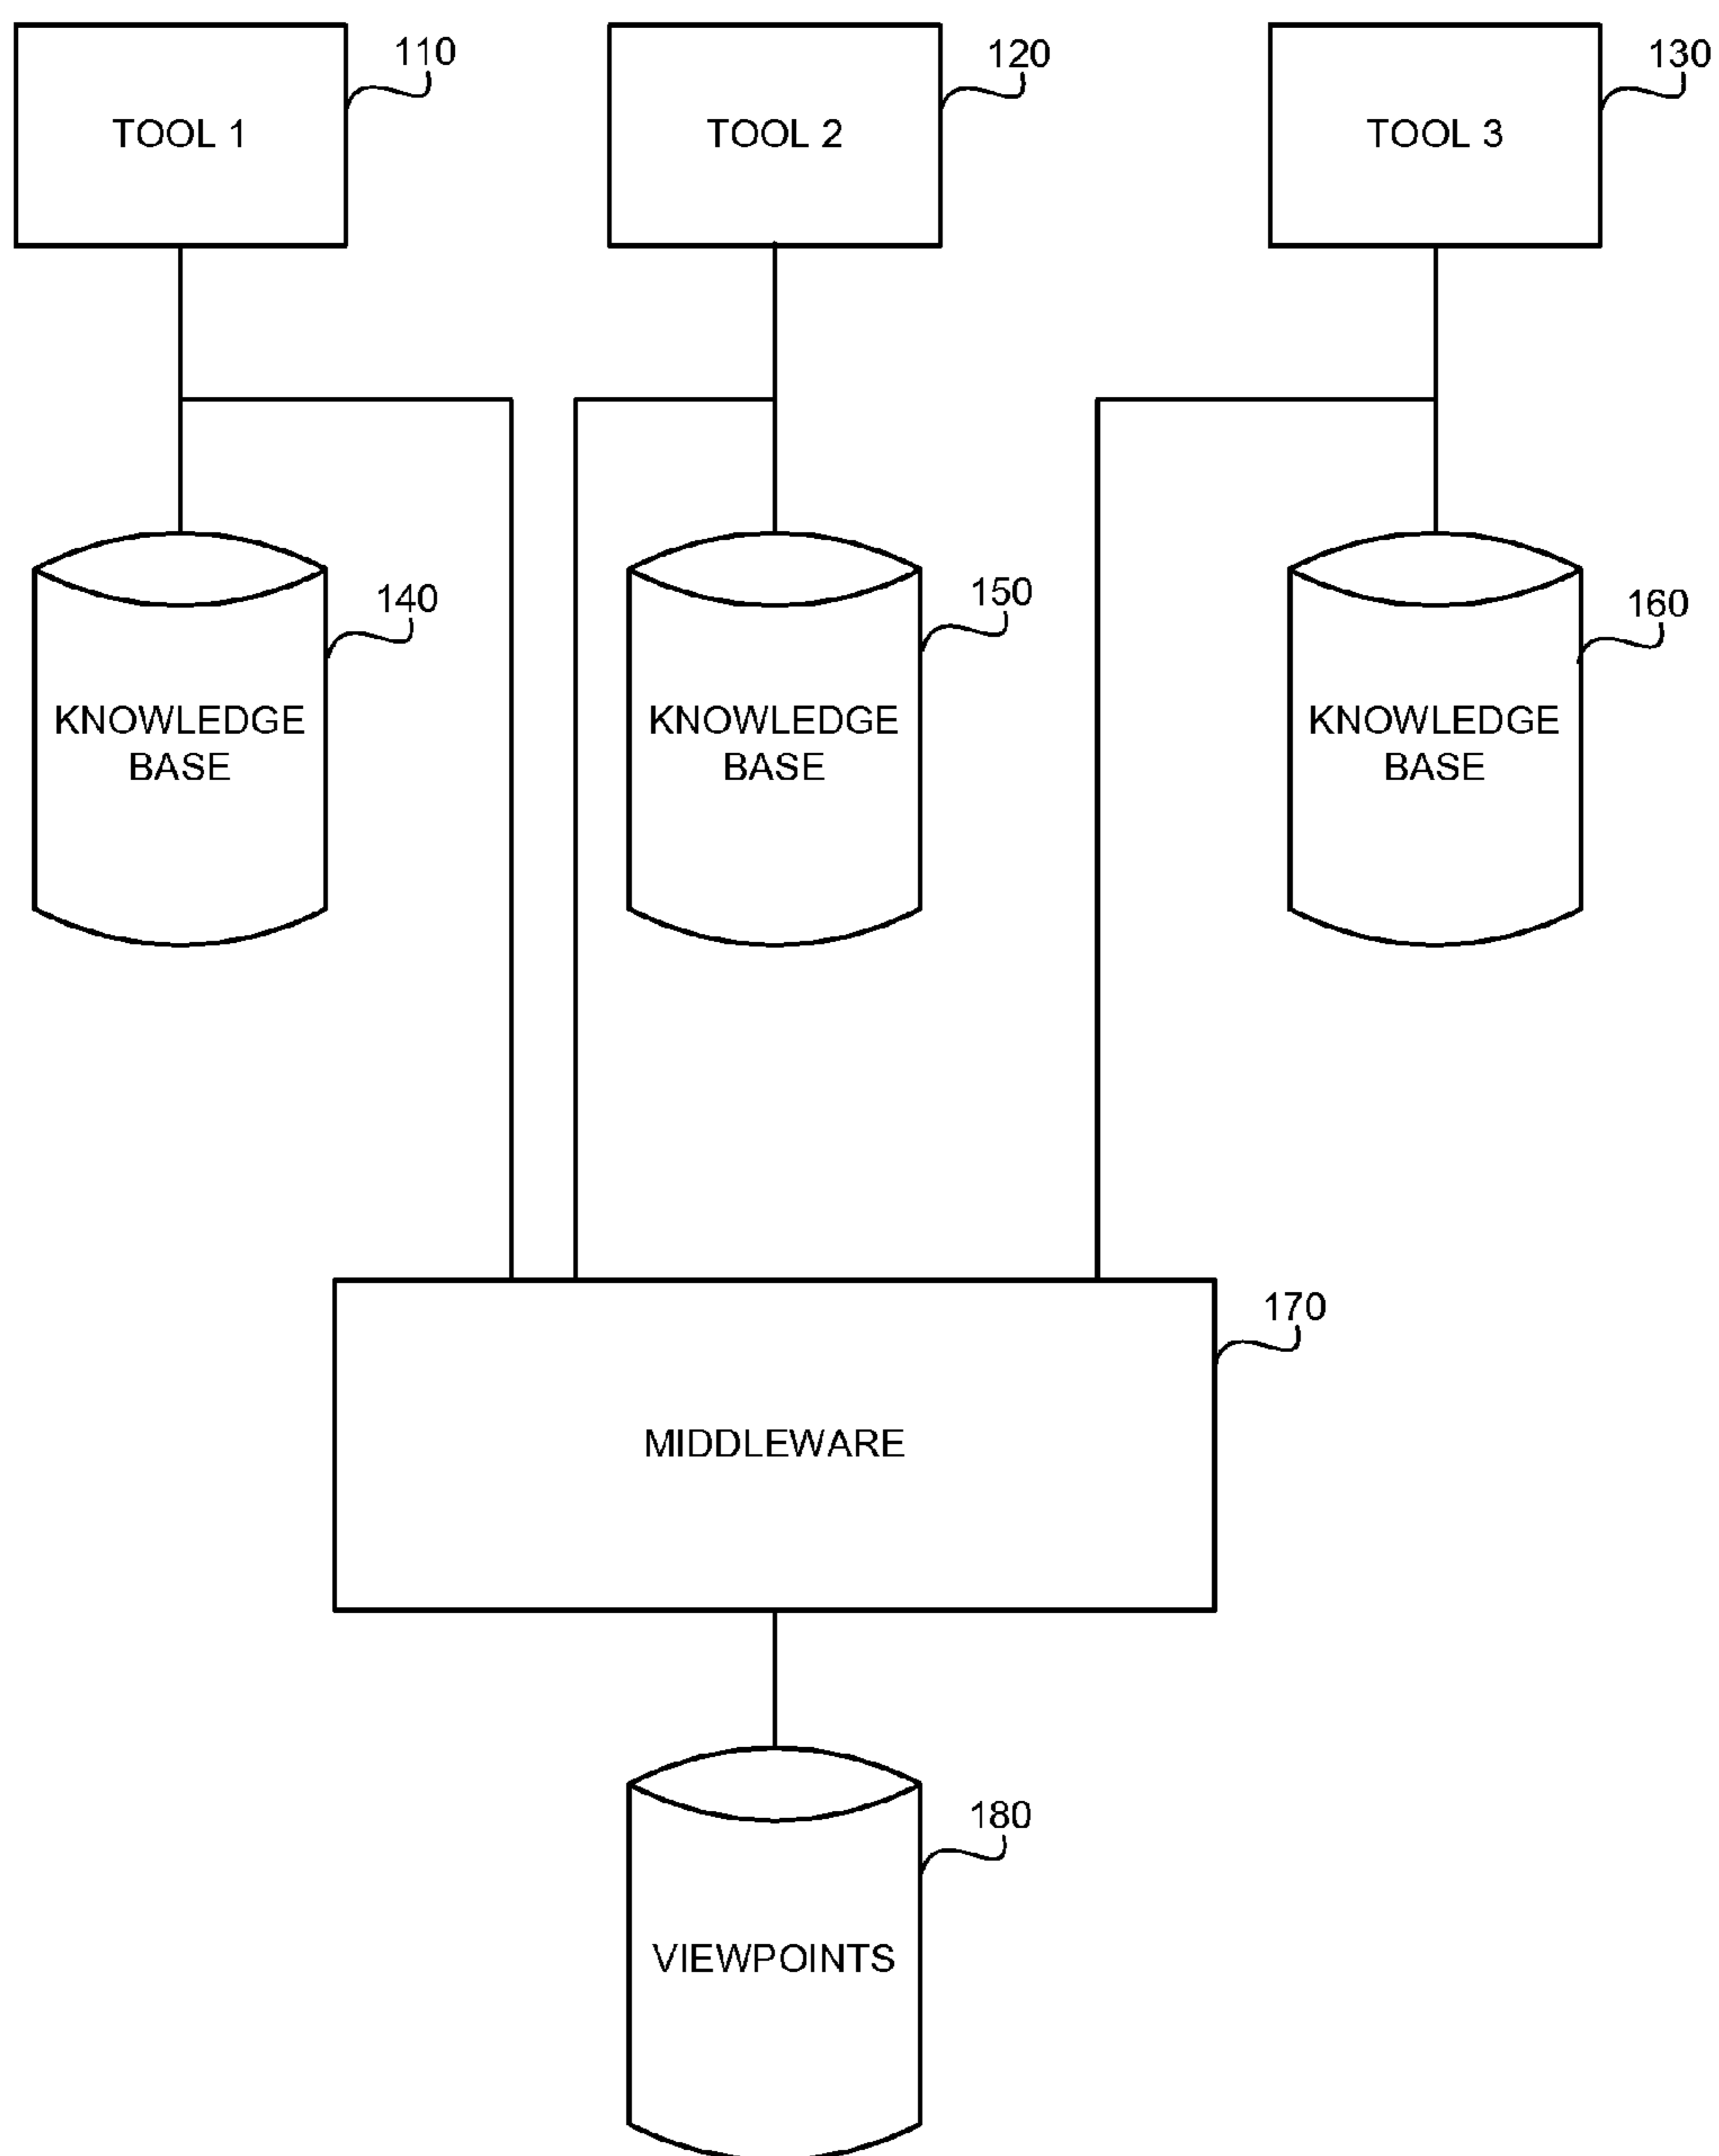 110
120
130
TOOL 1
TOOL 2
TOOL 3
140
150
160
KNOWLEDGE
BASE
KNOWLEDGE
BASE
KNOWLEDGE
BASE
170
MIDDLEWARE
180
VIEWPOINTS